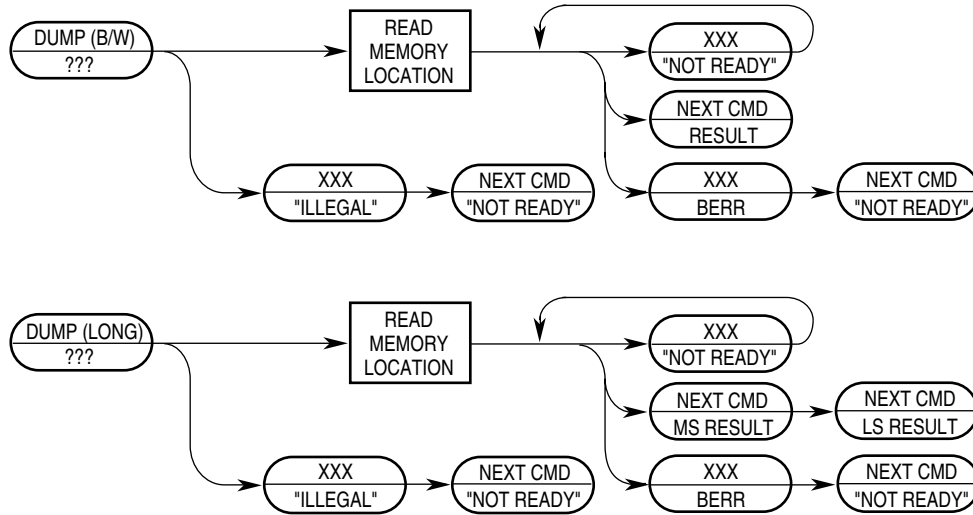 DUMP (B/W)
???
READ
MEMORY
LOCATION
XXX
"NOT READY"
NEXT CMD
RESULT
XXX
"ILLEGAL"
NEXT CMD
"NOT READY"
XXX
BERR
NEXT CMD
"NOT READY"
DUMP (LONG)
???
READ
MEMORY
LOCATION
XXX
"NOT READY"
NEXT CMD
MS RESULT
NEXT CMD
LS RESULT
XXX
"ILLEGAL"
NEXT CMD
"NOT READY"
XXX
BERR
NEXT CMD
"NOT READY"